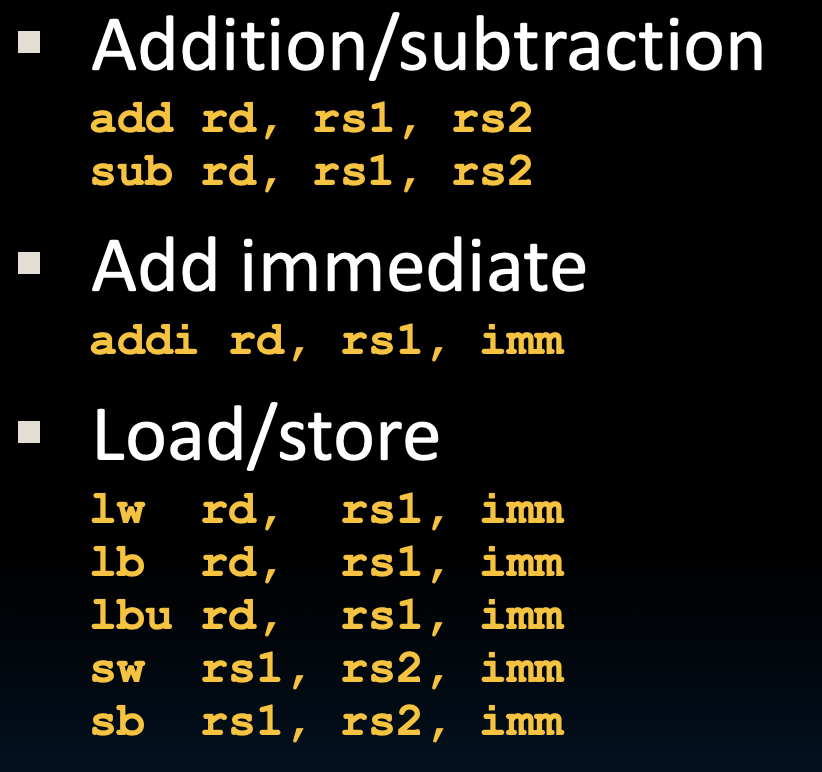 Addition/subtraction
add rd, rs1, rs2
sub rd, rs1, rs2
Add immediate
addi rd, rs1, imm
Load/store
lw  rd,  rs1, imm
lb  rd,  rs1, imm
lbu rd,  rs1, imm
sw  rs1, rs2, imm
sb  rs1, rs2, imm